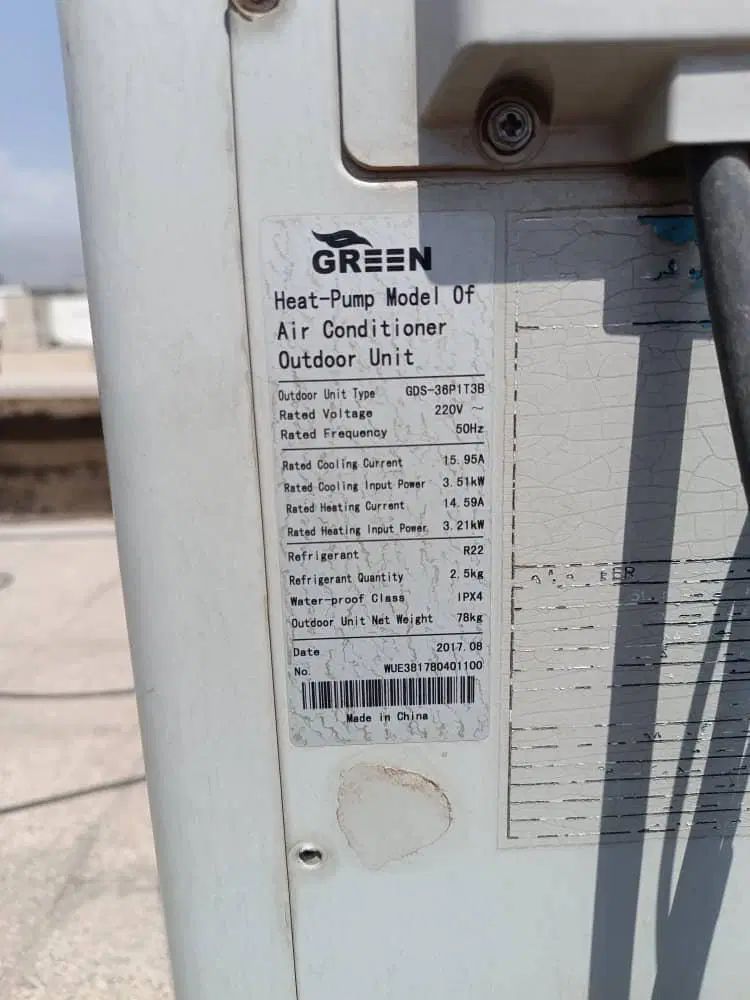 GREEN
Heat-Pump Model Of
Air Conditioner
Outdoor Unit
Outdoor Unit Type GDS-36P1T3B
Rated Voltage 220V ~
Rated Frequency 50Hz
Rated Cooling Current 15.95A
Rated Cooling Input Power 3.51kW
Rated Heating Current 14.59A
Rated Heating Input Power 3.21kW
Refrigerant R22
Refrigerant Quantity 2.5kg
Water-proof Class IPX4
Outdoor Unit Net Weight 78kg
Date 2017.08
No. WUE381780401100
Made in China